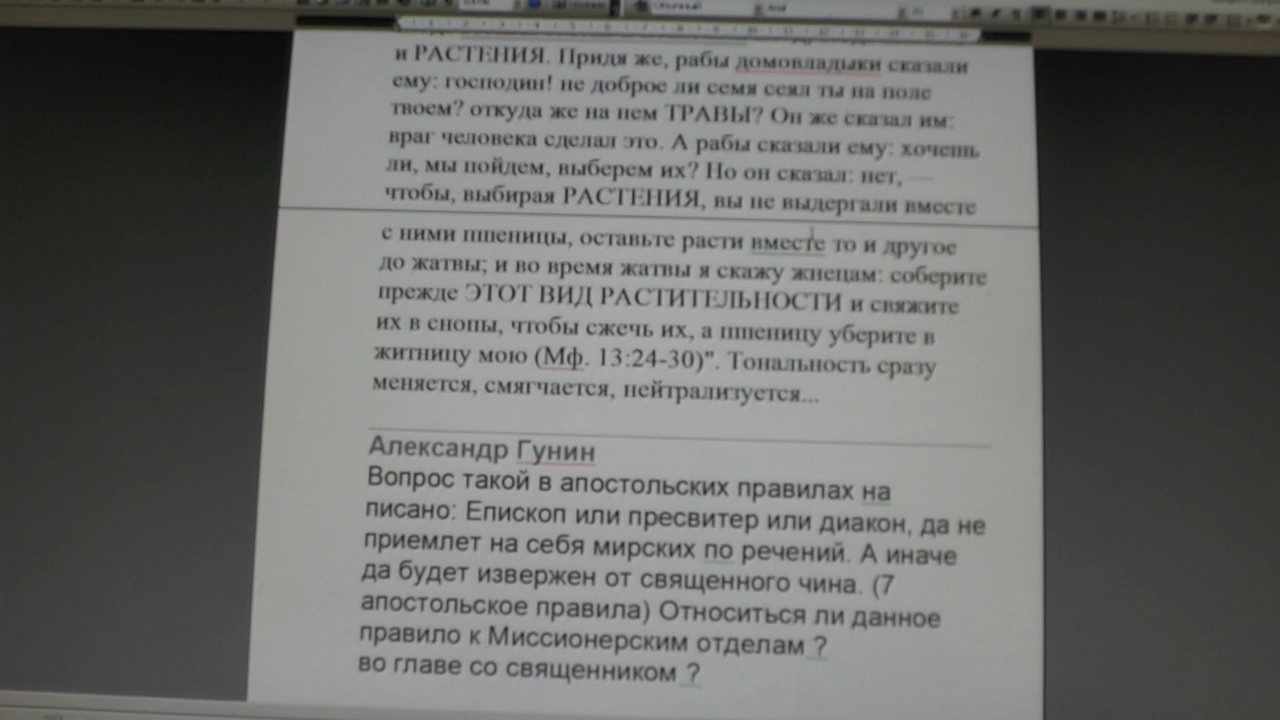 и РАСТЕНИЯ. Придя же, рабы домовладыки сказали
ему: господин! не доброе ли семя сеял ты на поле
твоем? откуда же на нем ТРАВЫ? Он же сказал им:
враг человека сделал это. А рабы сказали ему: хочешь
ли, мы пойдем, выберем их? Но он сказал: нет, —
чтобы, выбирая РАСТЕНИЯ, вы не выдергали вместе
с ними пшеницы, оставьте расти вместе то и другое
до жатвы; и во время жатвы я скажу жнецам: соберите
прежде ЭТОТ ВИД РАСТИТЕЛЬНОСТИ и свяжите
их в снопы, чтобы сжечь их, а пшеницу уберите в
житницу мою (Мф. 13:24-30)". Тональность сразу
меняется, смягчается, нейтрализуется...
Александр Гунин
Вопрос такой в апостольских правилах на
писано: Епископ или пресвитер или диакон, да не
приемлет на себя мирских по речений. А иначе
да будет извержен от священного чина. (7
апостольское правила) Относиться ли данное
правило к Миссионерским отделам ?
во главе со священником ?